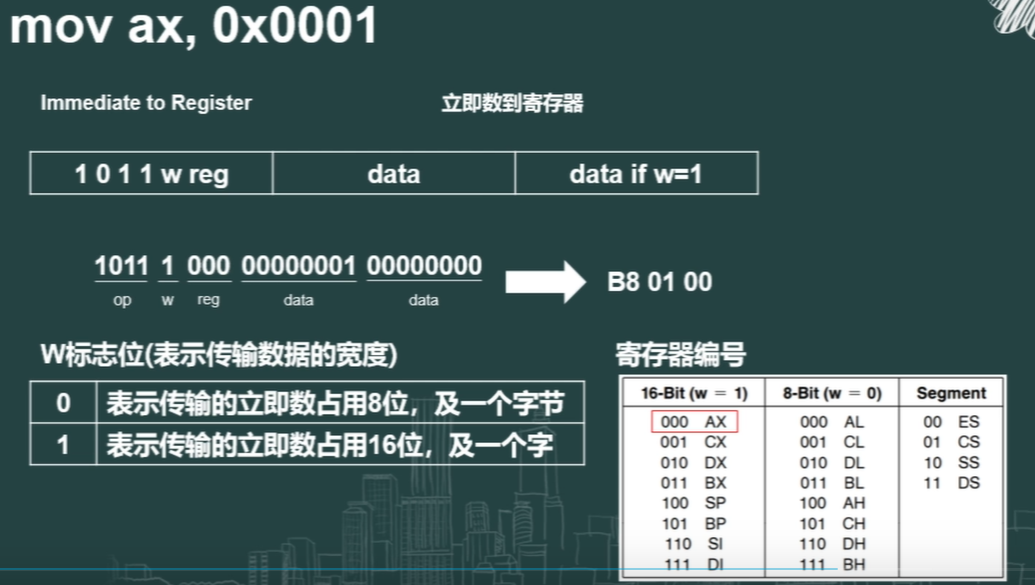 mov ax, 0x0001
Immediate to Register 立即数到寄存器
1 0 1 1 w reg data data if w=1
1011 1 000 00000001 00000000 B8 01 00
op w reg data data
W标志位(表示传输数据的宽度) 寄存器编号
0 表示传输的立即数占用8位，及一个字节
1 表示传输的立即数占用16位，及一个字
16-Bit (w = 1) 8-Bit (w = 0) Segment
000 AX 000 AL 00 ES
001 CX 001 CL 01 CS
010 DX 010 DL 10 SS
011 BX 011 BL 11 DS
100 SP 100 AH
101 BP 101 CH
110 SI 110 DH
111 DI 111 BH